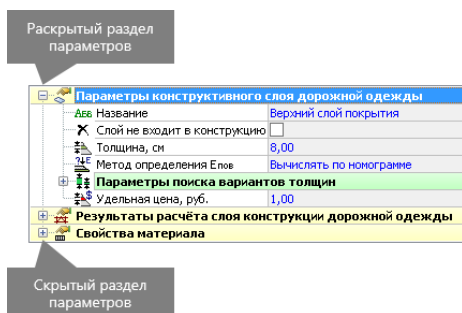 Раскрытый раздел
параметров
Параметры конструктивного слоя дорожной одежды
Абв Название Верхний слой покрытия
Слой не входит в конструкцию
Толщина, см 8,00
Метод определения Eпов Вычислять по номограмме
Параметры поиска вариантов толщин
Удельная цена, руб. 1,00
Результаты расчёта слоя конструкции дорожной одежды
Свойства материала
Скрытый раздел
параметров